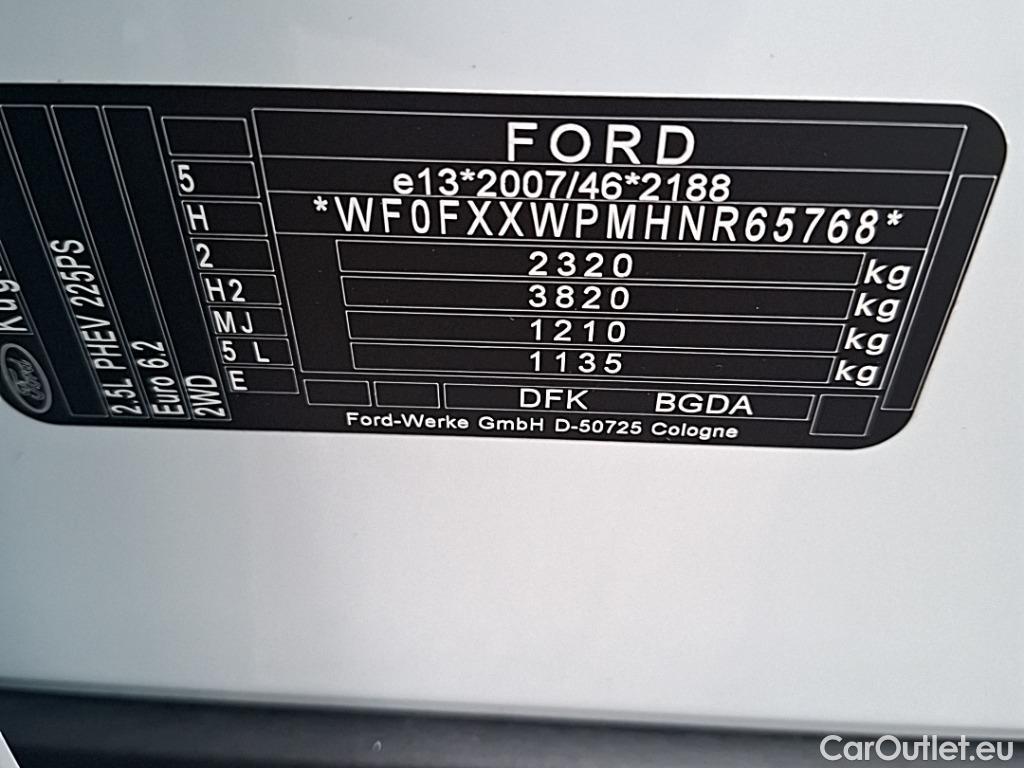 FORD
e13*2007/46*2188
*WF0FXXWPMHNR65768*
2320 kg
3820 kg
1210 kg
1135 kg
DFK BGDA
Ford-Werke GmbH D-50725 Cologne
5
H
2
H2
MJ
5 L
E
Ford
2.5L PHEV 225PS
Euro 6.2
2WD
CarOutlet.eu